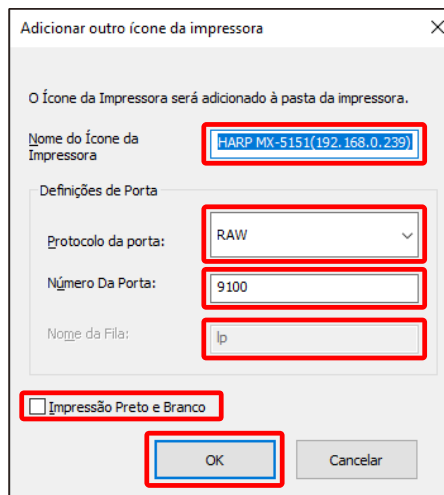 Adicionar outro ícone da impressora
O Ícone da Impressora será adicionado à pasta da impressora.
Nome do Ícone da
Impressora
HARP MX-5151(192.168.0.239)
Definições de Porta
Protocolo da porta:
RAW
Número Da Porta:
9100
Nome da Fila:
lp
Impressão Preto e Branco
OK
Cancelar